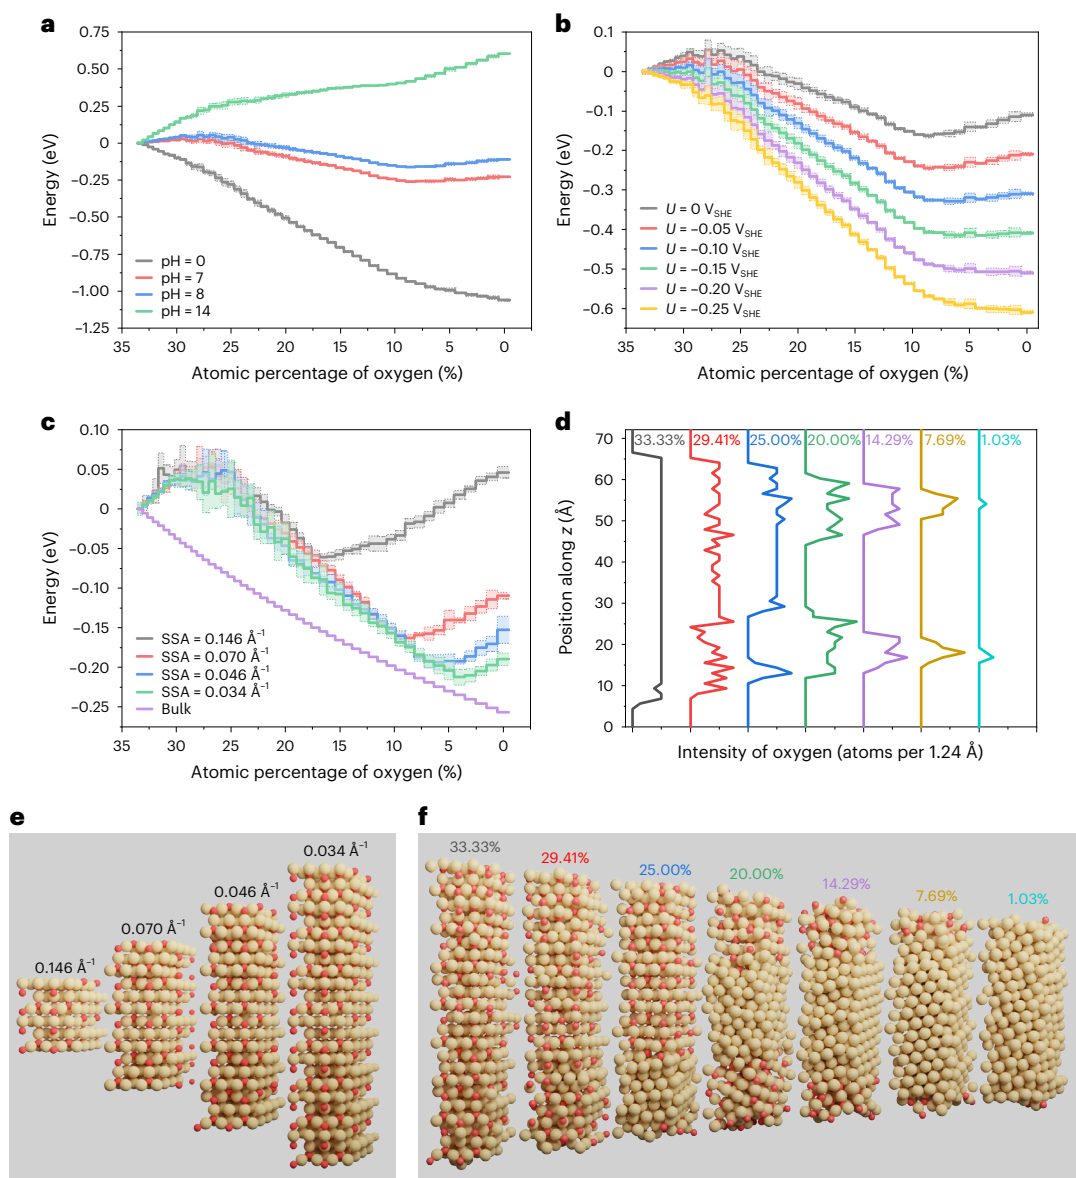 a
0.75
0.50
0.25
0
−0.25
−0.50
−0.75
−1.00
−1.25
Energy (eV)
pH = 0
pH = 7
pH = 8
pH = 14
35 30 25 20 15 10 5 0
Atomic percentage of oxygen (%)
b
0.1
0
−0.1
−0.2
−0.3
−0.4
−0.5
−0.6
Energy (eV)
U = 0 VSHE
U = −0.05 VSHE
U = −0.10 VSHE
U = −0.15 VSHE
U = −0.20 VSHE
U = −0.25 VSHE
35 30 25 20 15 10 5 0
Atomic percentage of oxygen (%)
c
0.10
0.05
0
−0.05
−0.10
−0.15
−0.20
−0.25
Energy (eV)
SSA = 0.146 Å⁻¹
SSA = 0.070 Å⁻¹
SSA = 0.046 Å⁻¹
SSA = 0.034 Å⁻¹
Bulk
35 30 25 20 15 10 5 0
Atomic percentage of oxygen (%)
d
70
60
50
40
30
20
10
0
Position along z (Å)
33.33% 29.41% 25.00% 20.00% 14.29% 7.69% 1.03%
Intensity of oxygen (atoms per 1.24 Å)
e
0.034 Å⁻¹
0.046 Å⁻¹
0.070 Å⁻¹
0.146 Å⁻¹
f
33.33%
29.41%
25.00%
20.00%
14.29%
7.69%
1.03%